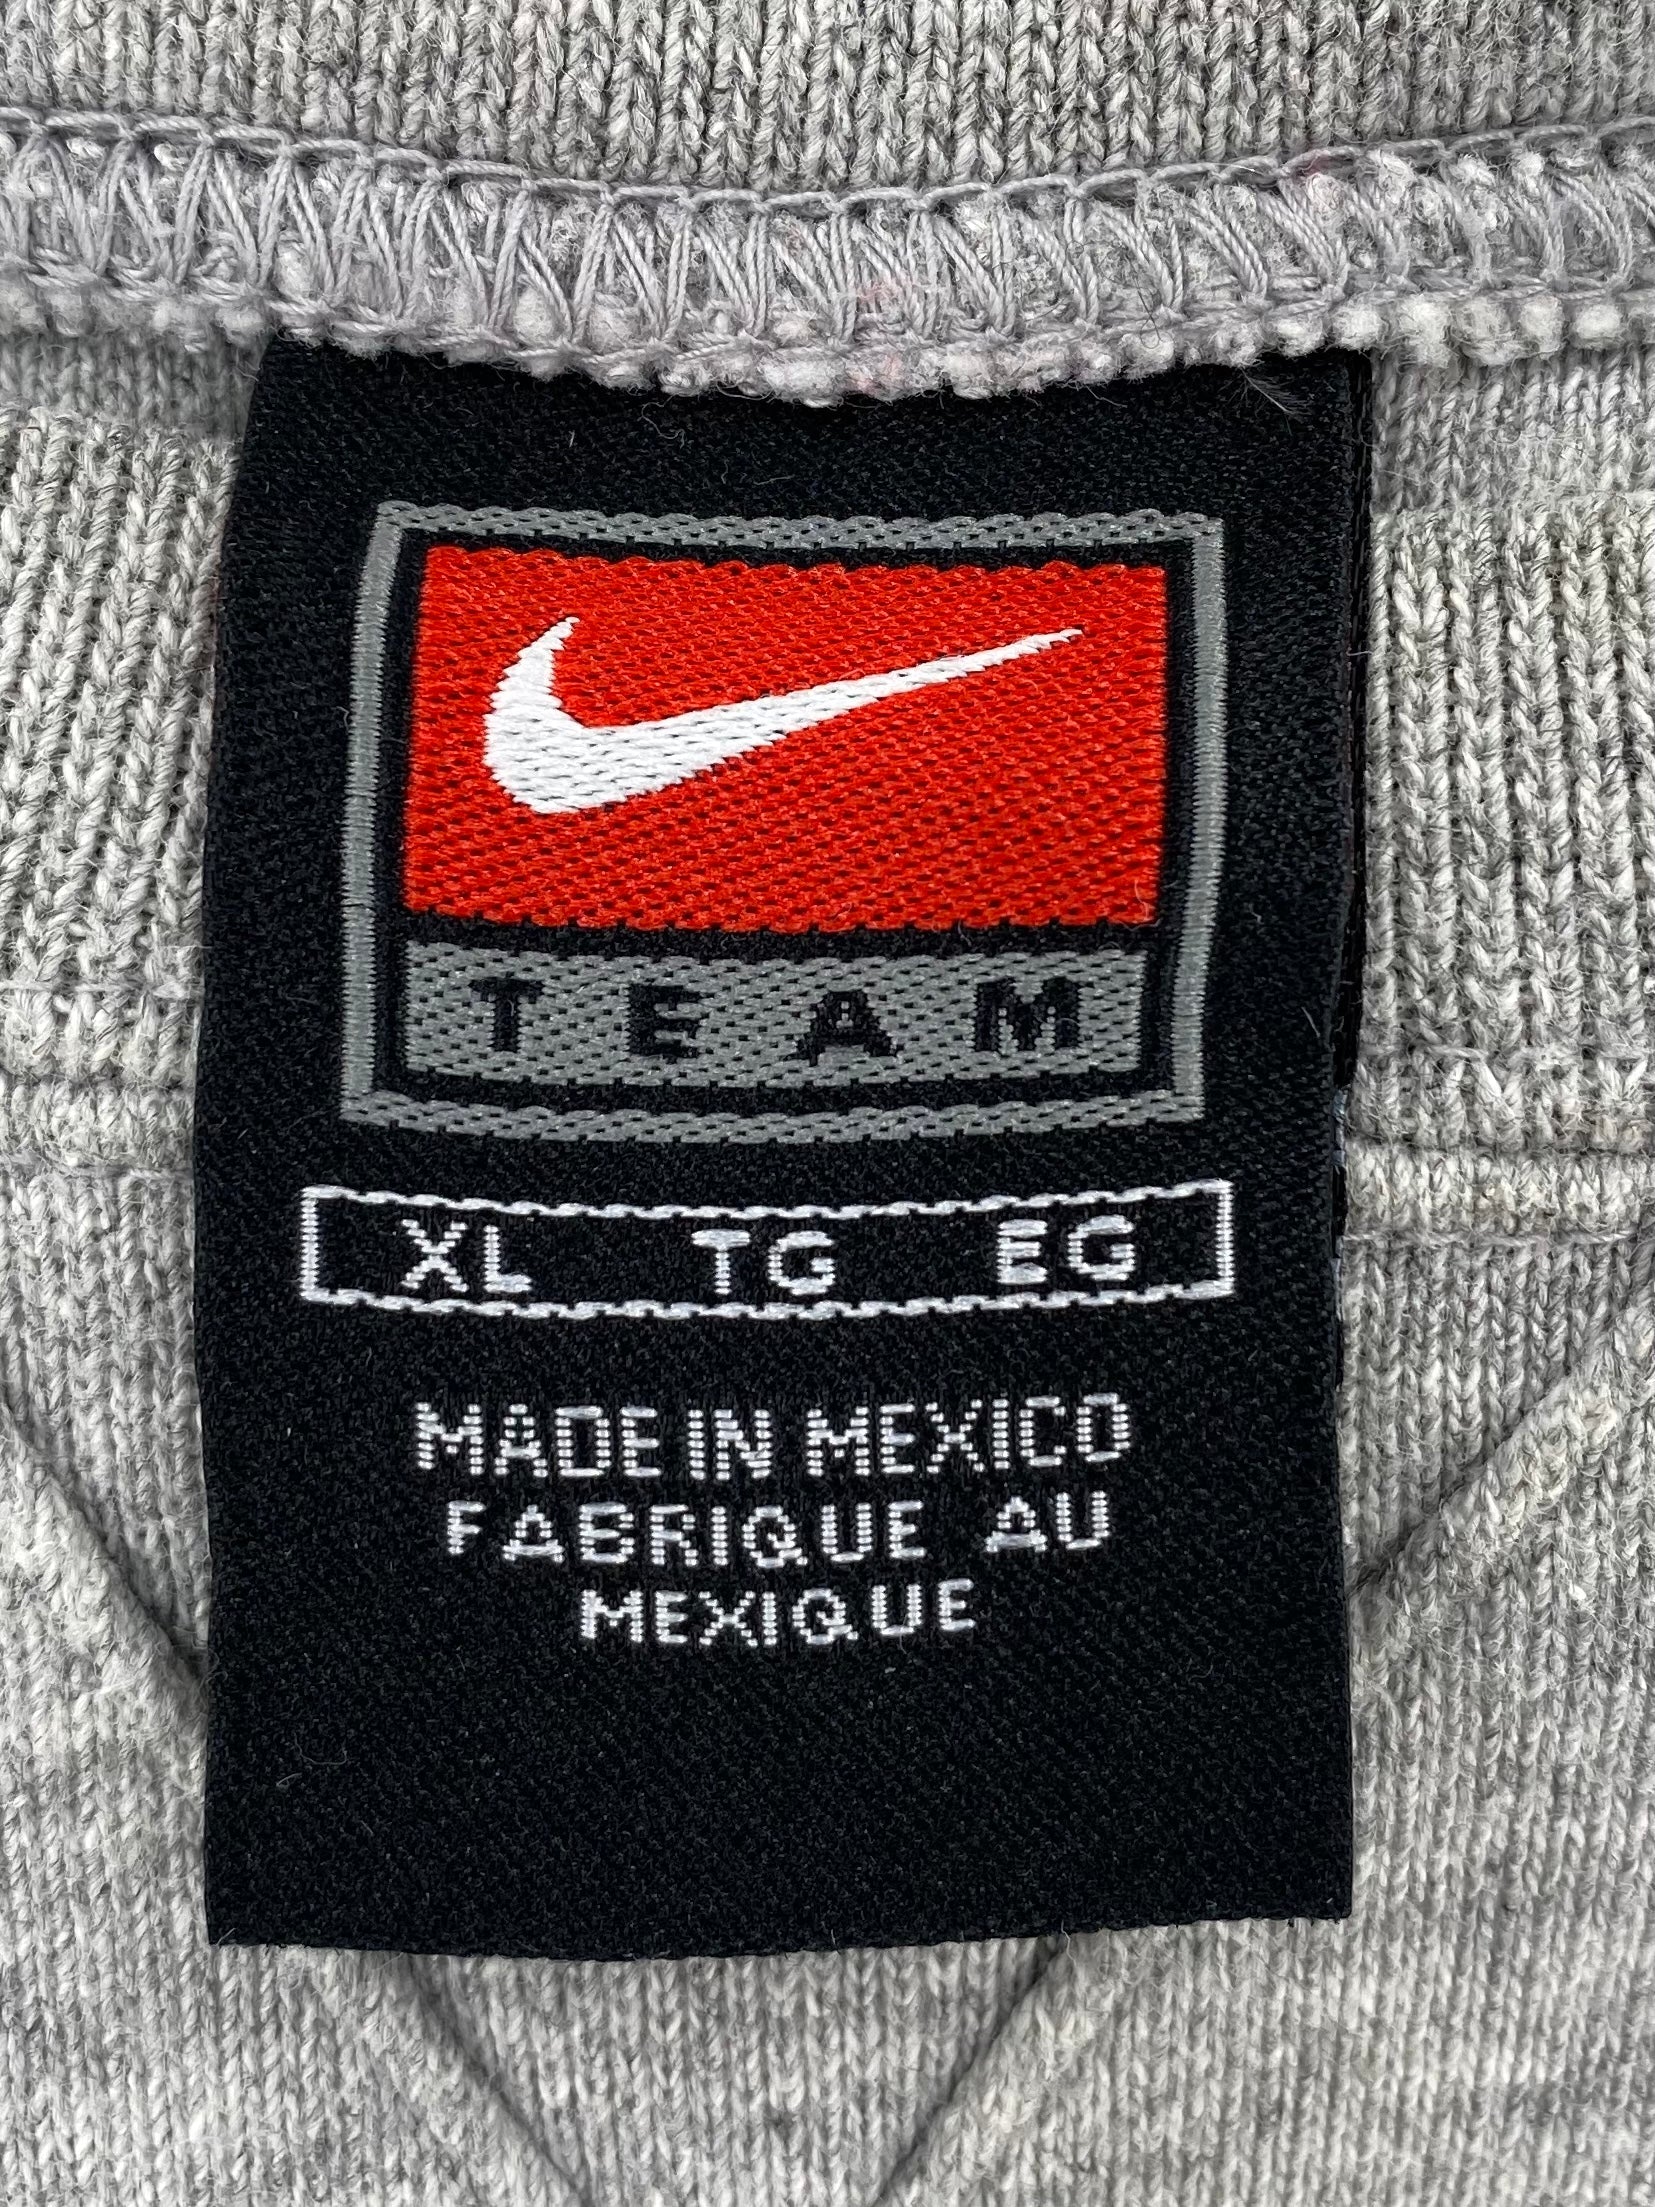 TEAM
XL TG EG
MADE IN MEXICO
FABRIQUE AU
MEXIQUE